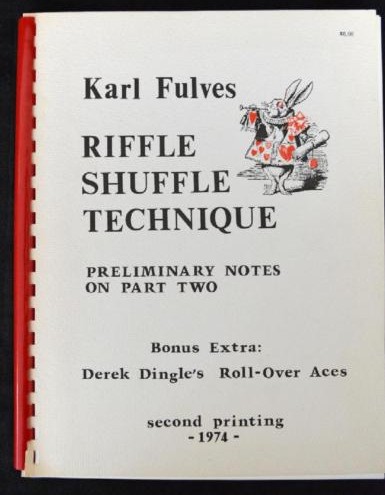 Karl Fulves
RIFFLE
SHUFFLE
TECHNIQUE
PRELIMINARY NOTES
ON PART TWO
Bonus Extra:
Derek Dingle's Roll-Over Aces
second printing
- 1974 -